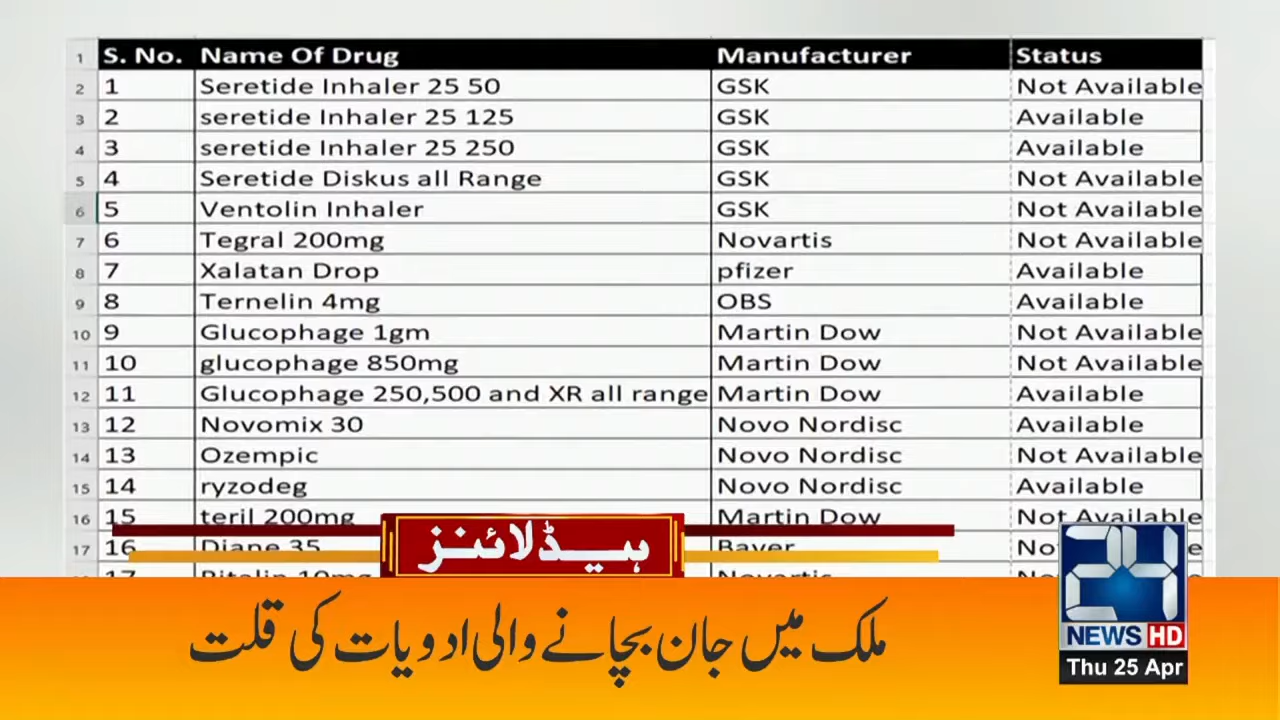 1 S. No. Name Of Drug Manufacturer Status
2 1 Seretide Inhaler 25 50 GSK Not Available
3 2 seretide Inhaler 25 125 GSK Available
4 3 seretide Inhaler 25 250 GSK Available
5 4 Seretide Diskus all Range GSK Not Available
6 5 Ventolin Inhaler GSK Not Available
7 6 Tegral 200mg Novartis Not Available
8 7 Xalatan Drop pfizer Available
9 8 Ternelin 4mg OBS Available
10 9 Glucophage 1gm Martin Dow Not Available
11 10 glucophage 850mg Martin Dow Not Available
12 11 Glucophage 250,500 and XR all range Martin Dow Available
13 12 Novomix 30 Novo Nordisc Available
14 13 Ozempic Novo Nordisc Not Available
15 14 ryzodeg Novo Nordisc Available
16 15 teril 200mg Martin Dow Not Available
17 16 Diane 35 Bayer
17 Ritalin 10mg Novartis
ہیڈلائنز
ملک میں جان بچانے والی ادویات کی قلت
24
NEWS HD
Thu 25 Apr